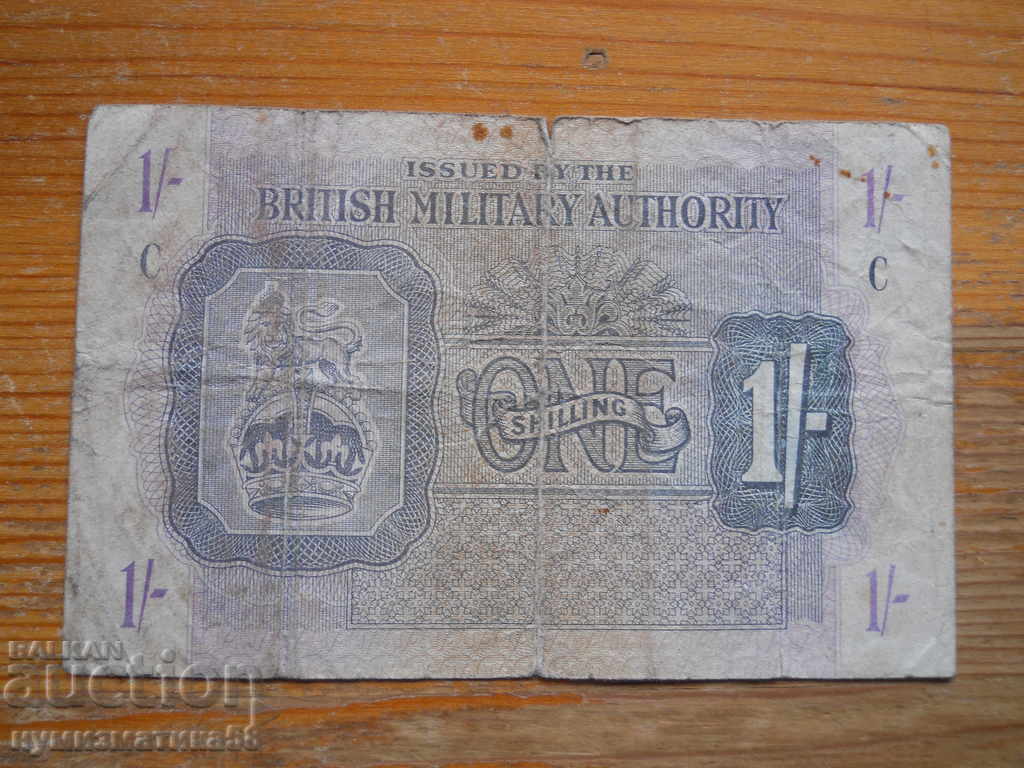 1/- 1/-
ISSUED BY THE
BRITISH MILITARY AUTHORITY
C C
ONE
SHILLING
1/-
1/- 1/-
BALKAN
auction
нумизматика58